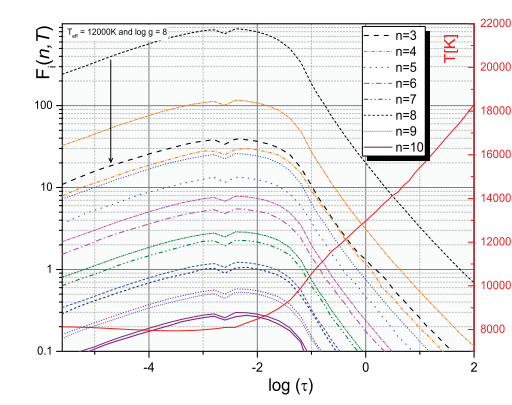 T_eff = 12000K and log g = 8
F_i(n,T)
T[K]
n=3
n=4
n=5
n=6
n=7
n=8
n=9
n=10
100
10
1
0.1
22000
20000
18000
16000
14000
12000
10000
8000
-4
-2
0
2
log (τ)